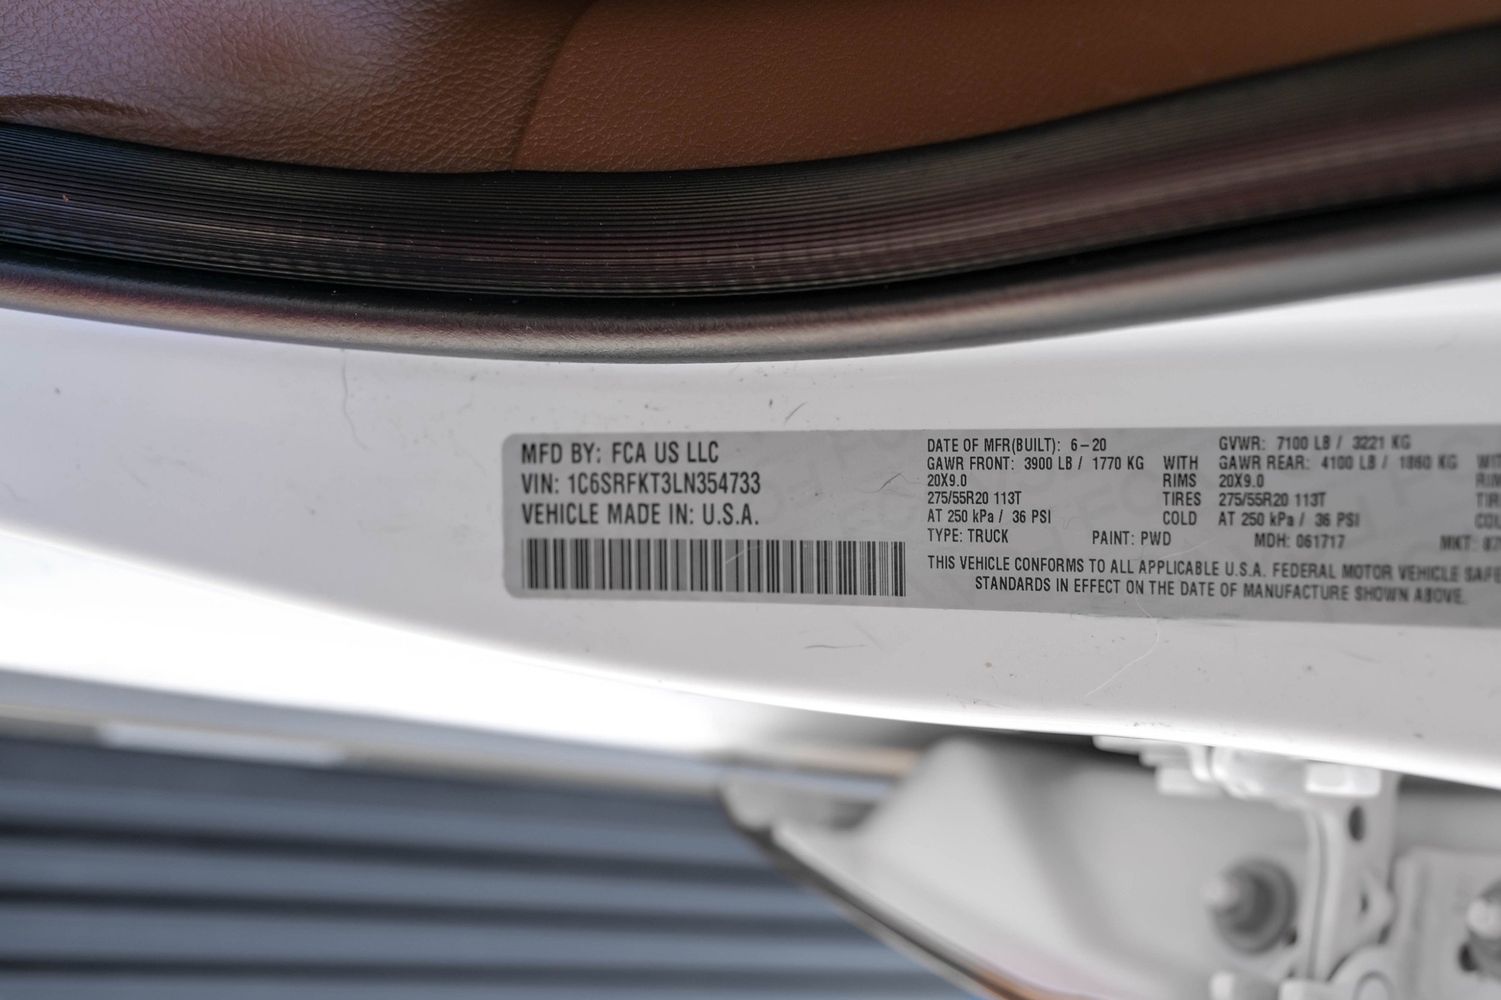 MFD BY: FCA US LLC
VIN: 1C6SRFKT3LN354733
VEHICLE MADE IN: U.S.A.
DATE OF MFR(BUILT): 6-20 GVWR: 7100 LB / 3221 KG
GAWR FRONT: 3900 LB / 1770 KG WITH GAWR REAR: 4100 LB / 1860 KG
20X9.0 RIMS 20X9.0
275/55R20 113T TIRES 275/55R20 113T
AT 250 kPa / 36 PSI COLD AT 250 kPa / 36 PSI
TYPE: TRUCK PAINT: PWD MDH: 061717 MKT:
THIS VEHICLE CONFORMS TO ALL APPLICABLE U.S.A. FEDERAL MOTOR VEHICLE SAFE
STANDARDS IN EFFECT ON THE DATE OF MANUFACTURE SHOWN ABOVE.